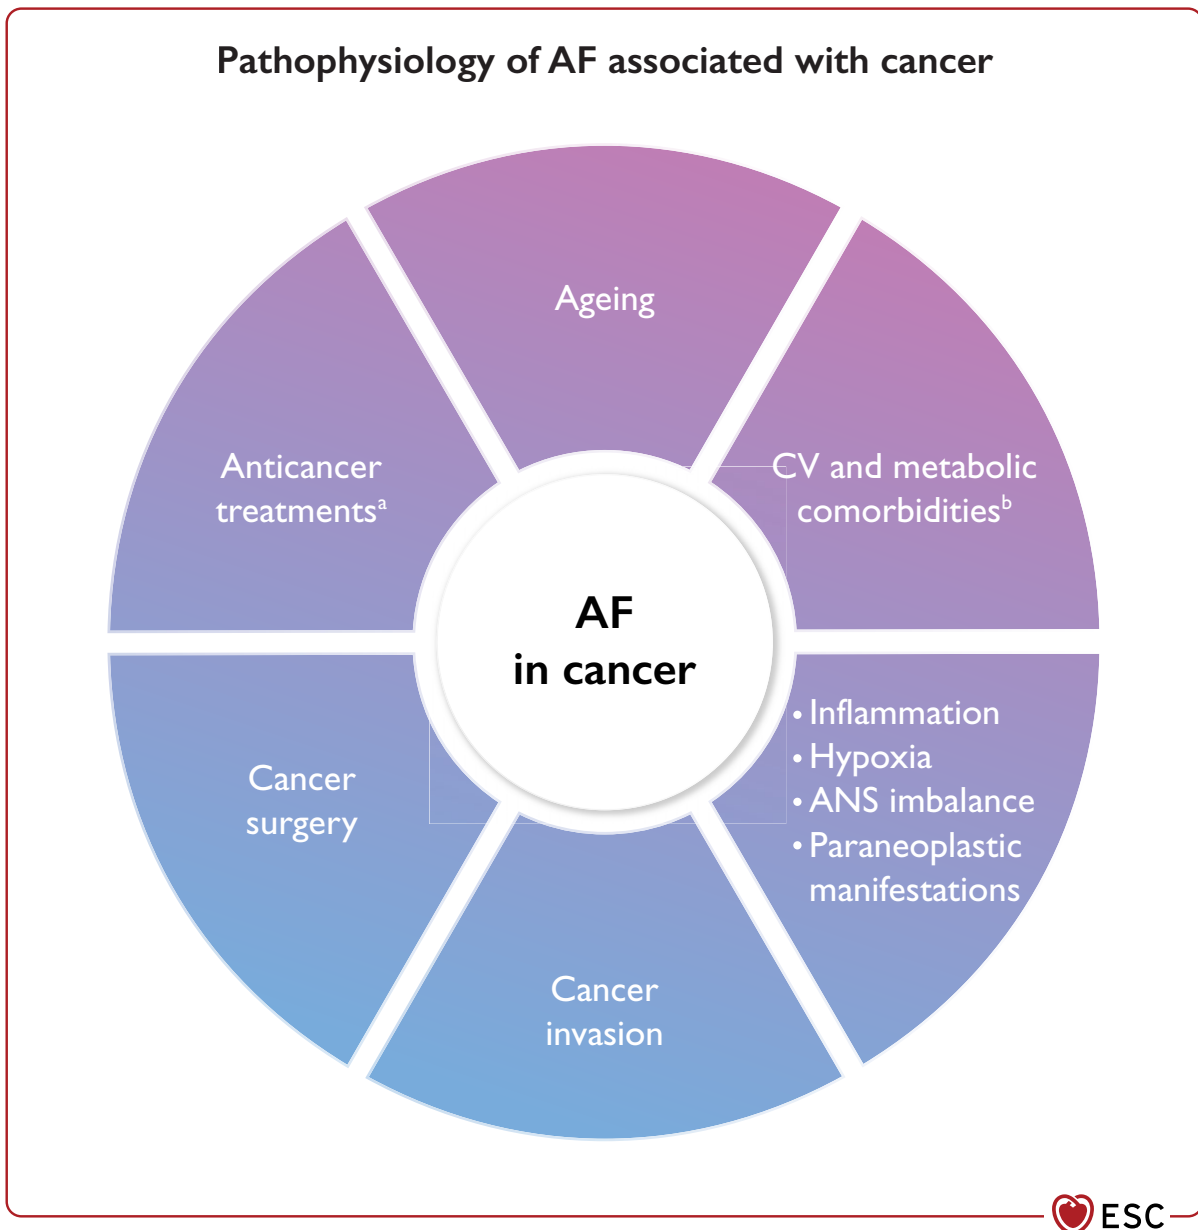 Pathophysiology of AF associated with cancer
Ageing
CV and metabolic
comorbiditiesᵇ
• Inflammation
• Hypoxia
• ANS imbalance
• Paraneoplastic
manifestations
Cancer
invasion
Cancer
surgery
Anticancer
treatmentsᵃ
AF
in cancer
ESC